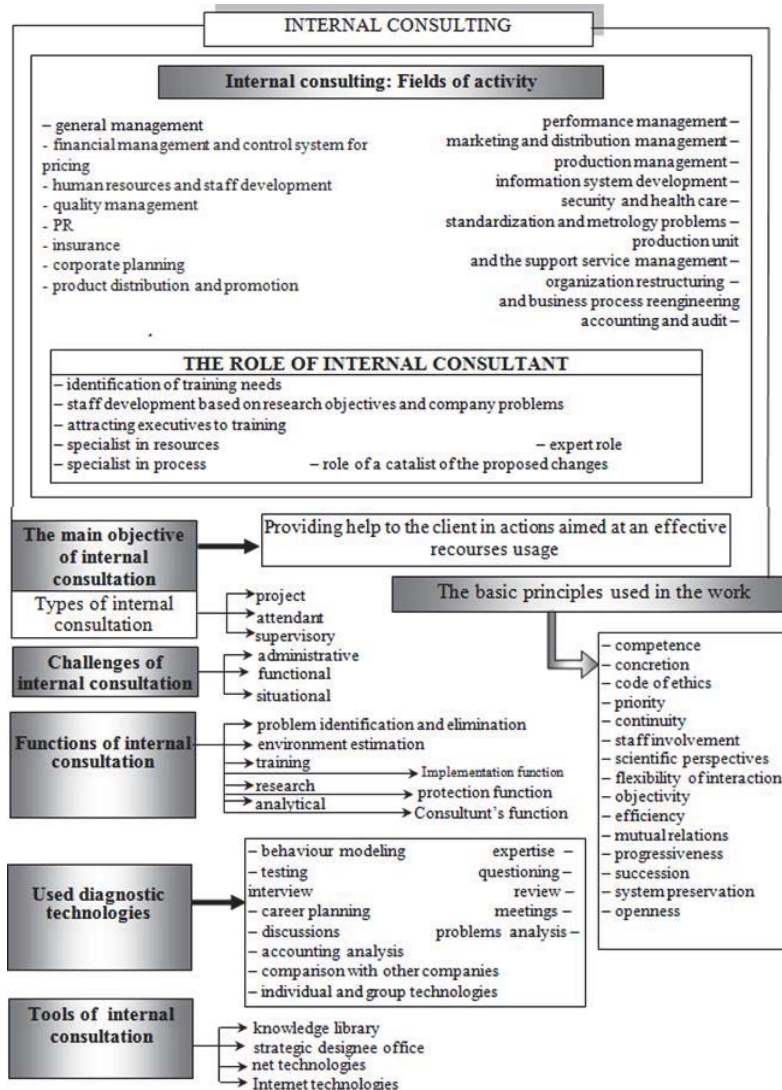 INTERNAL CONSULTING
Internal consulting: Fields of activity
– general management
- financial management and control system for
pricing
- human resources and staff development
- quality management
- PR
- insurance
- corporate planning
- product distribution and promotion
performance management –
marketing and distribution management –
production management –
information system development –
security and health care –
standardization and metrology problems –
production unit
and the support service management –
organization restructuring –
and business process reengineering
accounting and audit –
THE ROLE OF INTERNAL CONSULTANT
– identification of training needs
– staff development based on research objectives and company problems
– attracting executives to training
– specialist in resources – expert role
– specialist in process – role of a catalist of the proposed changes
The main objective
of internal
consultation
Providing help to the client in actions aimed at an effective
recourses usage
Types of internal
consultation
project
attendant
supervisory
Challenges of
internal consultation
administrative
functional
situational
Functions of internal
consultation
problem identification and elimination
environment estimation
training
Implementation function
research
protection function
analytical
Consultunt's function
The basic principles used in the work
– competence
– concretion
– code of ethics
– priority
– continuity
– staff involvement
– scientific perspectives
– flexibility of interaction
– objectivity
– efficiency
– mutual relations
– progressiveness
– succession
– system preservation
– openness
Used diagnostic
technologies
– behaviour modeling
– testing
interview
– career planning
– discussions
– accounting analysis
– comparison with other companies
– individual and group technologies
expertise –
questioning –
review –
meetings –
problems analysis –
Tools of internal
consultation
knowledge library
strategic designee office
net technologies
Internet technologies